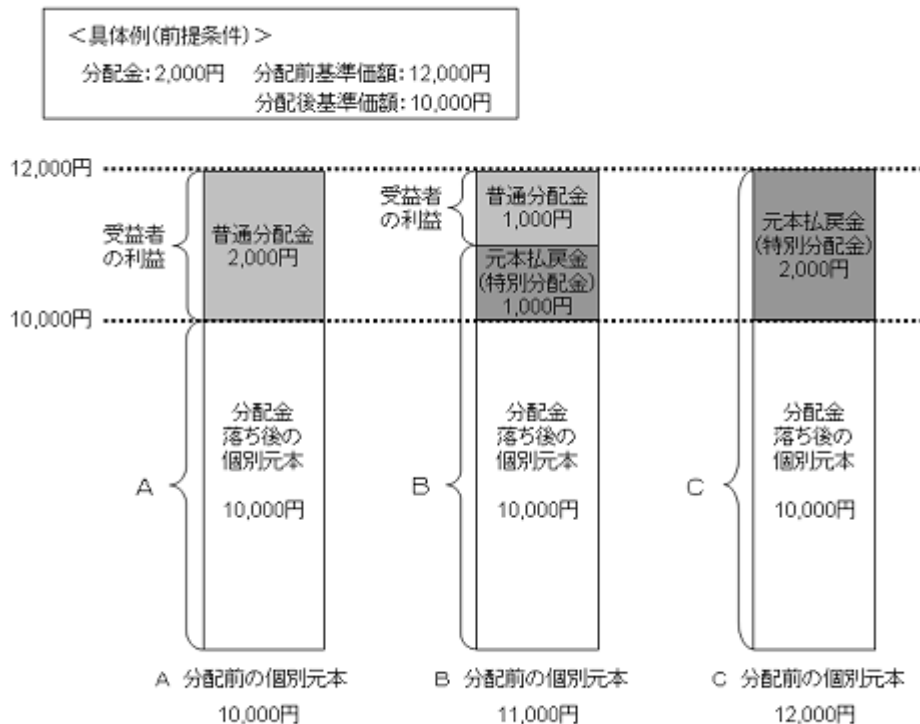 ＜具体例(前提条件)＞
分配金:2,000円　分配前基準価額:12,000円
分配後基準価額:10,000円
12,000円
受益者
の利益
普通分配金
2,000円
受益者
の利益
普通分配金
1,000円
元本払戻金
(特別分配金)
1,000円
元本払戻金
(特別分配金)
2,000円
10,000円
A
分配金
落ち後の
個別元本
10,000円
B
分配金
落ち後の
個別元本
10,000円
C
分配金
落ち後の
個別元本
10,000円
A 分配前の個別元本
10,000円
B 分配前の個別元本
11,000円
C 分配前の個別元本
12,000円